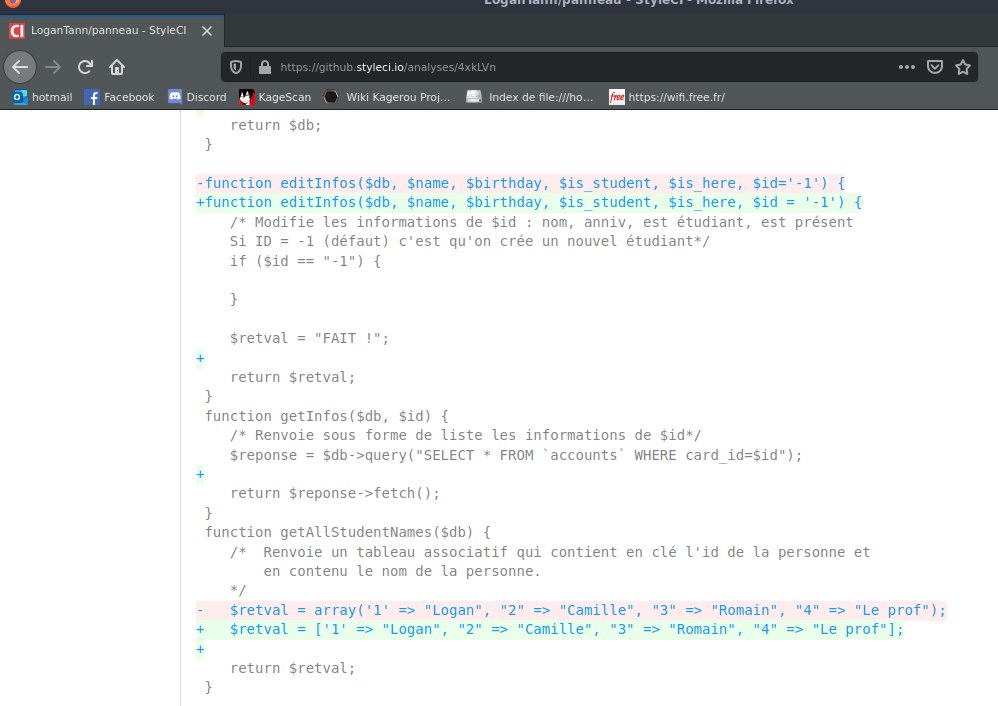 LoganTann/panneau - StyleCI - Mozilla Firefox
LoganTann/panneau - StyleCI
https://github.styleci.io/analyses/4xkLVn
hotmail Facebook Discord KageScan Wiki Kagerou Proj... Index de file:///ho... free https://wifi.free.fr/
return $db;
}
-function editInfos($db, $name, $birthday, $is_student, $is_here, $id='-1') {
+function editInfos($db, $name, $birthday, $is_student, $is_here, $id = '-1') {
/* Modifie les informations de $id : nom, anniv, est étudiant, est présent
Si ID = -1 (défaut) c'est qu'on crée un nouvel étudiant*/
if ($id == "-1") {
}
$retval = "FAIT !";
+
return $retval;
}
function getInfos($db, $id) {
/* Renvoie sous forme de liste les informations de $id*/
$reponse = $db->query("SELECT * FROM `accounts` WHERE card_id=$id");
+
return $reponse->fetch();
}
function getAllStudentNames($db) {
/*  Renvoie un tableau associatif qui contient en clé l'id de la personne et
en contenu le nom de la personne.
*/
-   $retval = array('1' => "Logan", "2" => "Camille", "3" => "Romain", "4" => "Le prof");
+   $retval = ['1' => "Logan", "2" => "Camille", "3" => "Romain", "4" => "Le prof"];
+
return $retval;
}